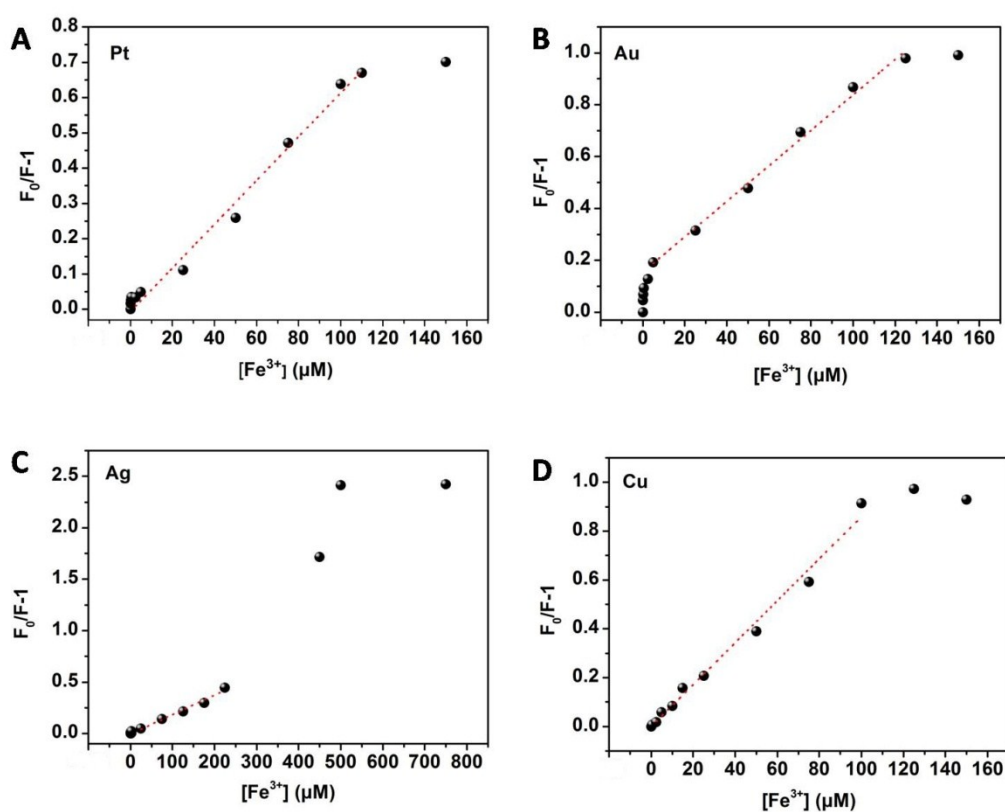 A
Pt
F₀/F-1
0.8
0.7
0.6
0.5
0.4
0.3
0.2
0.1
0.0
0 20 40 60 80 100 120 140 160
[Fe³⁺] (μM)
B
Au
F₀/F-1
1.0
0.8
0.6
0.4
0.2
0.0
0 20 40 60 80 100 120 140 160
[Fe³⁺] (μM)
C
Ag
F₀/F-1
2.5
2.0
1.5
1.0
0.5
0.0
0 100 200 300 400 500 600 700 800
[Fe³⁺] (μM)
D
Cu
F₀/F-1
1.0
0.8
0.6
0.4
0.2
0.0
0 20 40 60 80 100 120 140 160
[Fe³⁺] (μM)